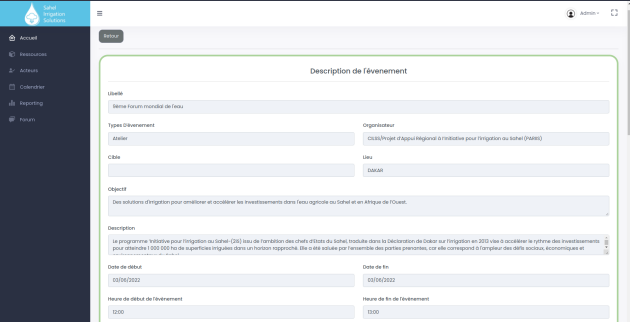 Sahel
Irrigation
Solutions
Admin
Accueil
Ressources
Acteurs
Calendrier
Reporting
Forum
Retour
Description de l'évenement
Libellé
9ème Forum mondial de l'eau
Types D'évenement
Organisateur
Atelier
CILSS/Projet d'Appui Régional à l'Initiative pour l'Irrigation au Sahel (PARIIS)
Cible
Lieu
DAKAR
Objectif
Des solutions d'irrigation pour améliorer et accélérer les investissements dans l'eau agricole au Sahel et en Afrique de l'Ouest.
Description
Le programme 'Initiative pour l'Irrigation au Sahel' (2iS) issu de l'ambition des chefs d'Etats du Sahel, traduite dans la Déclaration de Dakar sur l'irrigation en 2013 vise à accélérer le rythme des investissements
pour atteindre 1 000 000 ha de superficies irriguées dans un horizon rapproché. Elle a été saluée par l'ensemble des parties prenantes, car elle correspond à l'ampleur des défis sociaux, économiques et
Date de début
Date de fin
03/06/2022
03/06/2022
Heure de début de l'évènement
Heure de fin de l'évènement
12:00
13:00